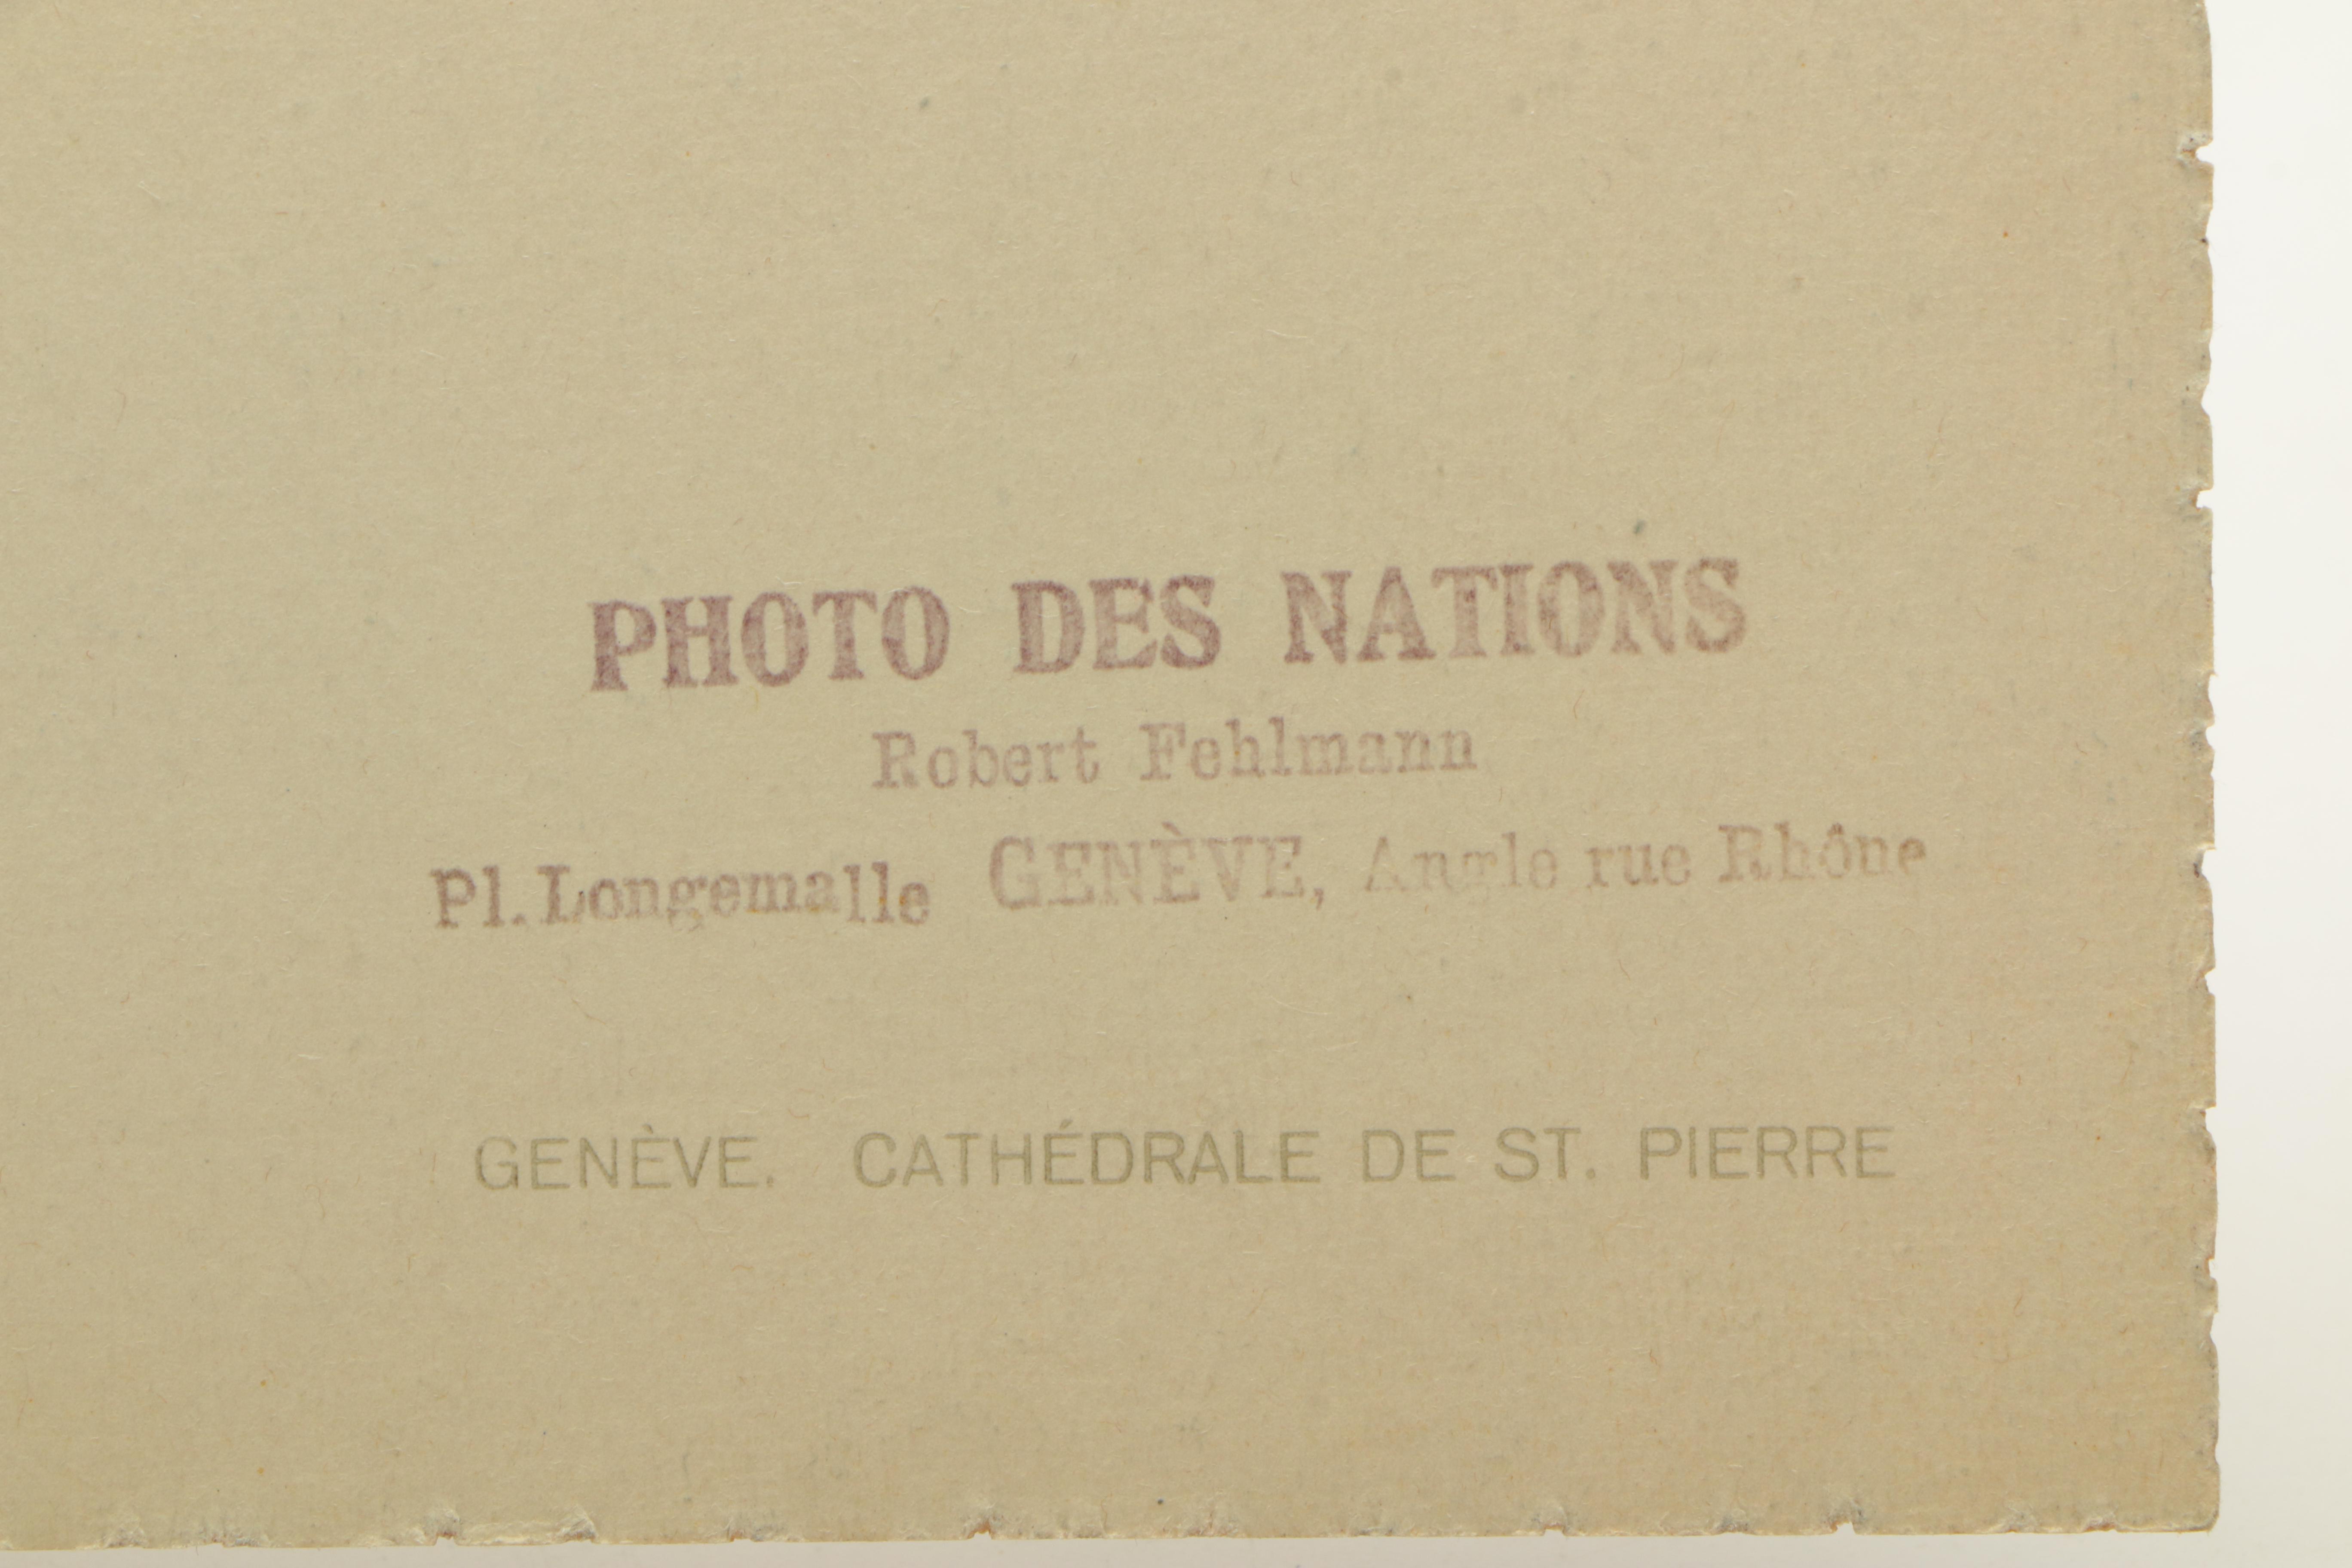 PHOTO DES NATIONS
Robert Fehlmann
Pl. Longemalle GENÈVE, Angle rue Rhône
GENÈVE. CATHÉDRALE DE ST. PIERRE